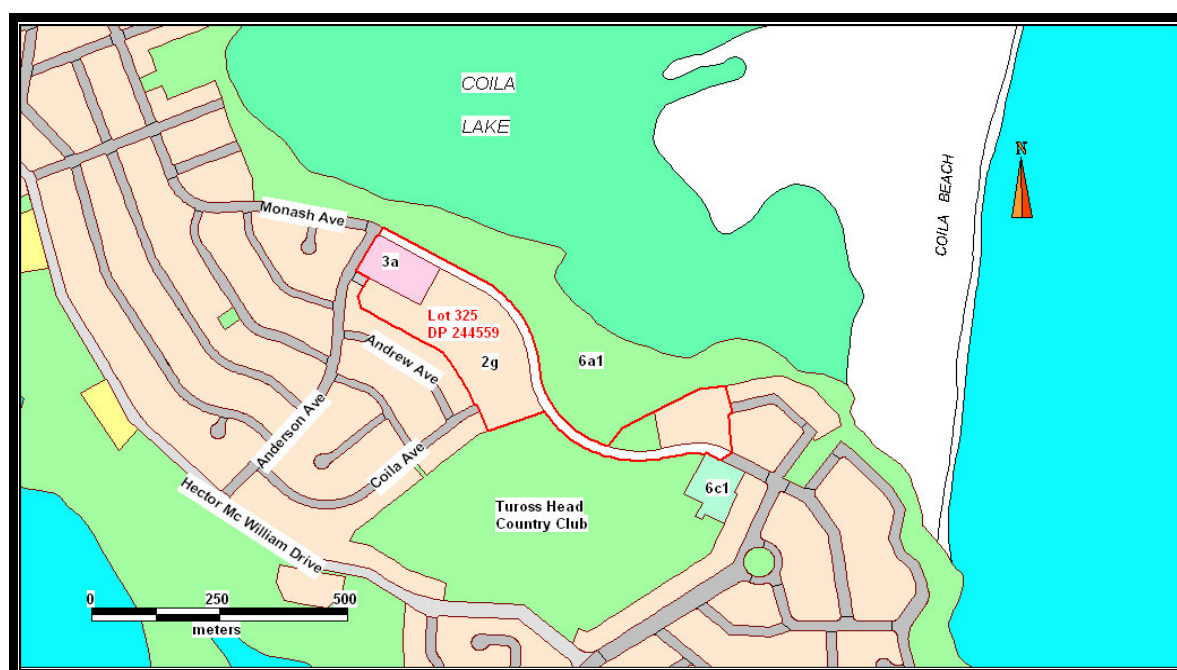 COILA
LAKE
N
COILA BEACH
Monash Ave
3a
Lot 325
DP 244559
Andrew Ave
2g
6a1
Anderson Ave
Coila Ave
6c1
Hector Mc William Drive
Tuross Head
Country Club
0 250 500
meters